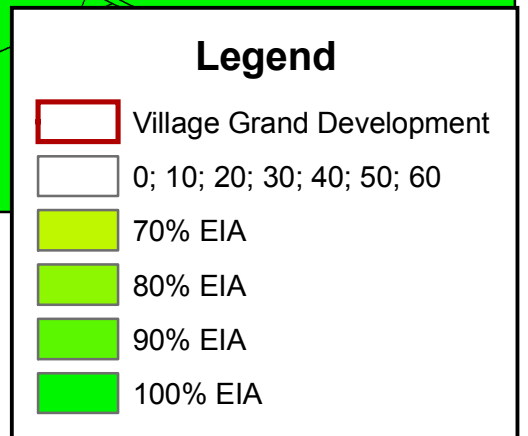 Legend
Village Grand Development
0; 10; 20; 30; 40; 50; 60
70% EIA
80% EIA
90% EIA
100% EIA